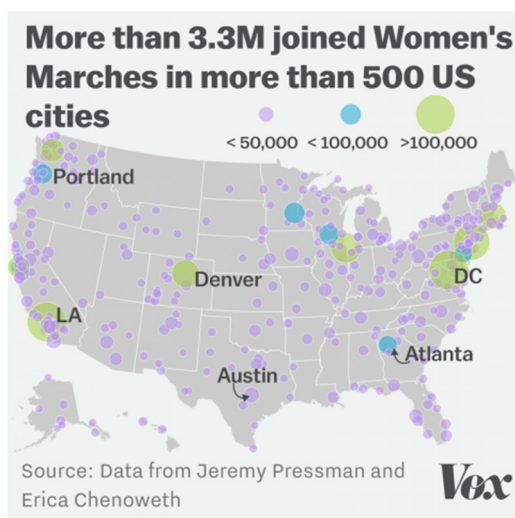 More than 3.3M joined Women's
Marches in more than 500 US
cities
< 50,000 < 100,000 >100,000
Portland
Denver
DC
LA
Atlanta
Austin
Source: Data from Jeremy Pressman and
Erica Chenoweth
Vox